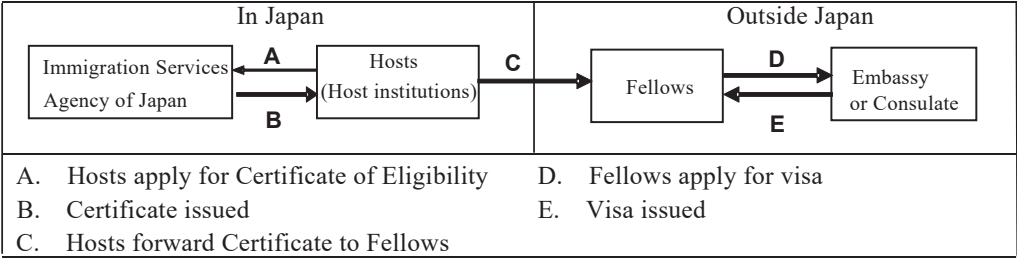 In Japan
Outside Japan
Immigration Services
Agency of Japan
A
B
Hosts
(Host institutions)
C
Fellows
D
E
Embassy
or Consulate
A. Hosts apply for Certificate of Eligibility
B. Certificate issued
C. Hosts forward Certificate to Fellows
D. Fellows apply for visa
E. Visa issued